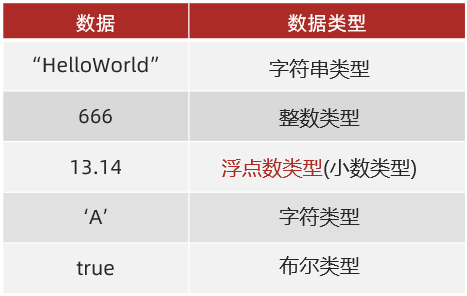 数据 数据类型
“HelloWorld” 字符串类型
666 整数类型
13.14 浮点数类型(小数类型)
‘A’ 字符类型
true 布尔类型